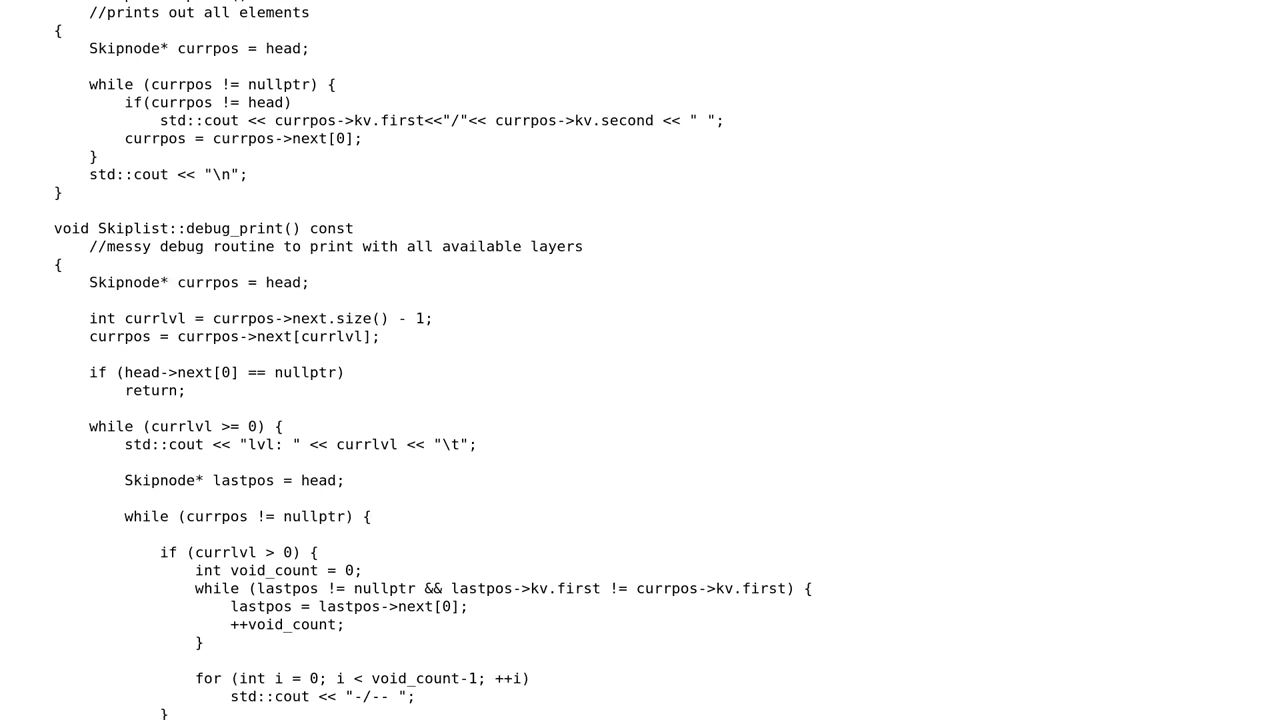 //prints out all elements
{
Skipnode* currpos = head;
while (currpos != nullptr) {
if(currpos != head)
std::cout << currpos->kv.first<<"/"<< currpos->kv.second << " ";
currpos = currpos->next[0];
}
std::cout << "\n";
}
void Skiplist::debug_print() const
//messy debug routine to print with all available layers
{
Skipnode* currpos = head;
int currlvl = currpos->next.size() - 1;
currpos = currpos->next[currlvl];
if (head->next[0] == nullptr)
return;
while (currlvl >= 0) {
std::cout << "lvl: " << currlvl << "\t";
Skipnode* lastpos = head;
while (currpos != nullptr) {
if (currlvl > 0) {
int void_count = 0;
while (lastpos != nullptr && lastpos->kv.first != currpos->kv.first) {
lastpos = lastpos->next[0];
++void_count;
}
for (int i = 0; i < void_count-1; ++i)
std::cout << "-/-- ";
}